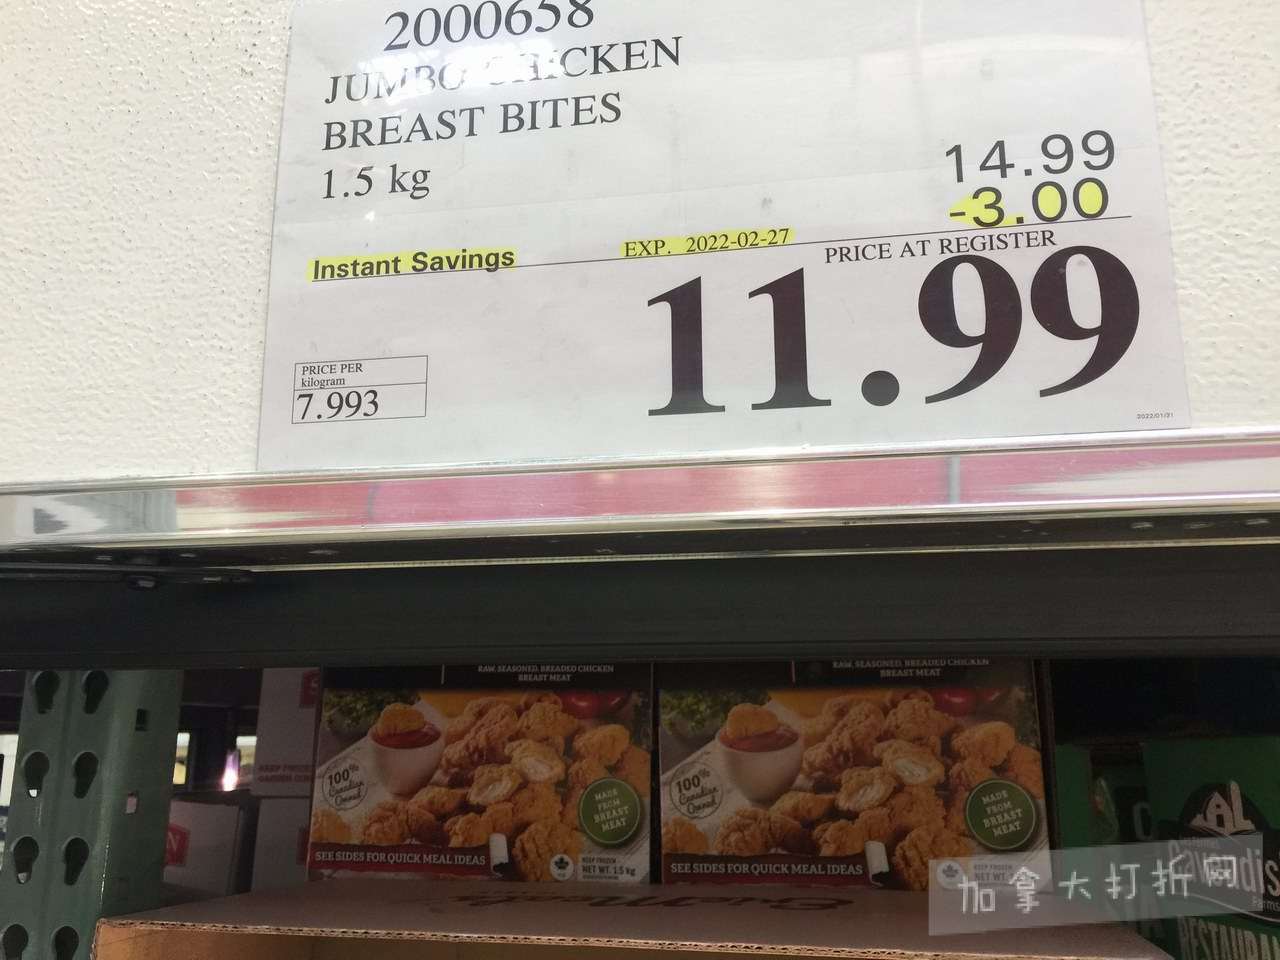 2000658
JUMBO CHICKEN
BREAST BITES
1.5 kg
14.99
-3.00
Instant Savings
EXP. 2022-02-27
PRICE AT REGISTER
11.99
PRICE PER
kilogram
7.993
2022/01/21
RAW, SEASONED, BREADED CHICKEN
BREAST MEAT
100%
Canadian
Owned
MADE
FROM
BREAST
MEAT
SEE SIDES FOR QUICK MEAL IDEAS
KEEP FROZEN
NET WT. 1.5 kg
RAW, SEASONED, BREADED CHICKEN
BREAST MEAT
100%
Canadian
Owned
MADE
FROM
BREAST
MEAT
SEE SIDES FOR QUICK MEAL IDEAS
KEEP FROZEN
NET WT.
KEEP FROZEN
Cavendish
Farms
加拿大打折网